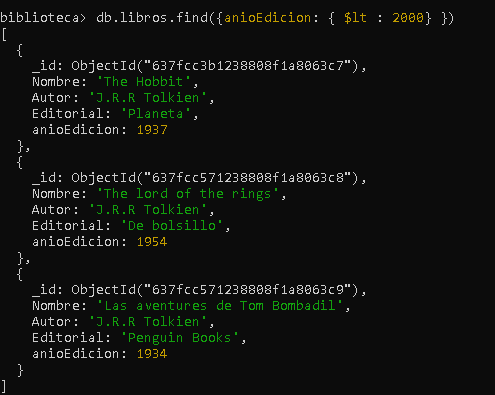 biblioteca> db.libros.find({anioEdicion: { $lt : 2000} })
[
  {
    _id: ObjectId("637fcc3b1238808f1a8063c7"),
    Nombre: 'The Hobbit',
    Autor: 'J.R.R Tolkien',
    Editorial: 'Planeta',
    anioEdicion: 1937
  },
  {
    _id: ObjectId("637fcc571238808f1a8063c8"),
    Nombre: 'The lord of the rings',
    Autor: 'J.R.R Tolkien',
    Editorial: 'De bolsillo',
    anioEdicion: 1954
  },
  {
    _id: ObjectId("637fcc571238808f1a8063c9"),
    Nombre: 'Las aventures de Tom Bombadil',
    Autor: 'J.R.R Tolkien',
    Editorial: 'Penguin Books',
    anioEdicion: 1934
  }
]